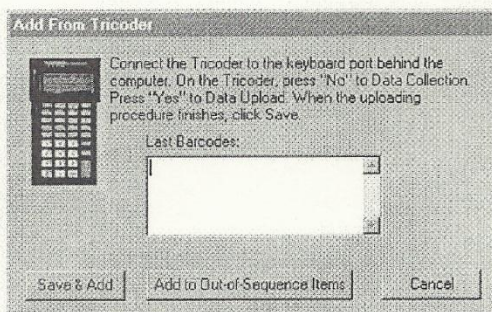 Add From Tricoder
Connect the Tricoder to the keyboard port behind the
computer. On the Tricoder, press "No" to Data Collection.
Press "Yes" to Data Upload. When the uploading
procedure finishes, click Save.
Last Barcodes:
Save & Add
Add to Out-of-Sequence Items
Cancel